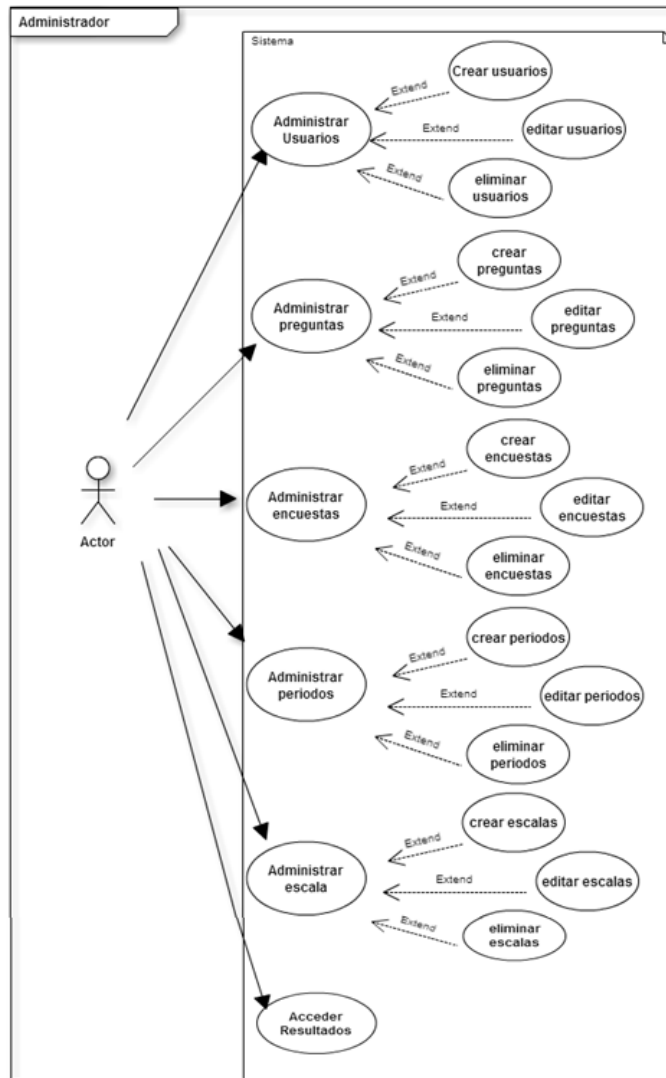 Administrador
Sistema
Crear usuarios
Extend
Administrar
Usuarios
Extend
editar usuarios
Extend
eliminar
usuarios
crear
preguntas
Extend
Administrar
preguntas
Extend
editar
preguntas
Extend
eliminar
preguntas
crear
encuestas
Extend
Administrar
encuestas
Extend
editar
encuestas
Extend
eliminar
encuestas
Actor
crear periodos
Extend
Administrar
periodos
Extend
editar periodos
Extend
eliminar
periodos
crear escalas
Extend
Administrar
escala
Extend
editar escalas
Extend
eliminar
escalas
Acceder
Resultados